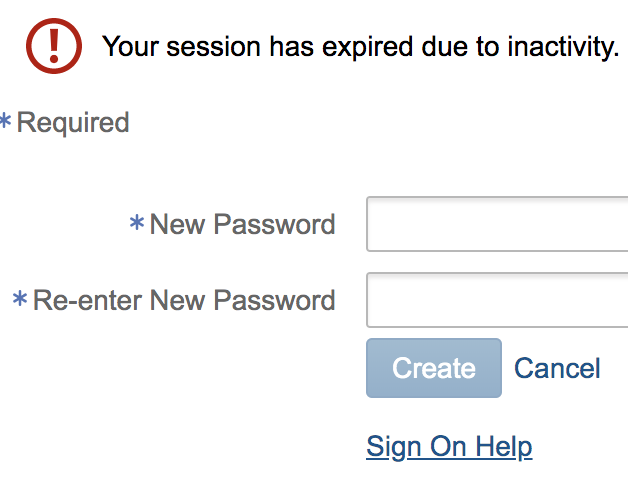 Your session has expired due to inactivity.
*Required
*New Password
*Re-enter New Password
Create Cancel
Sign On Help